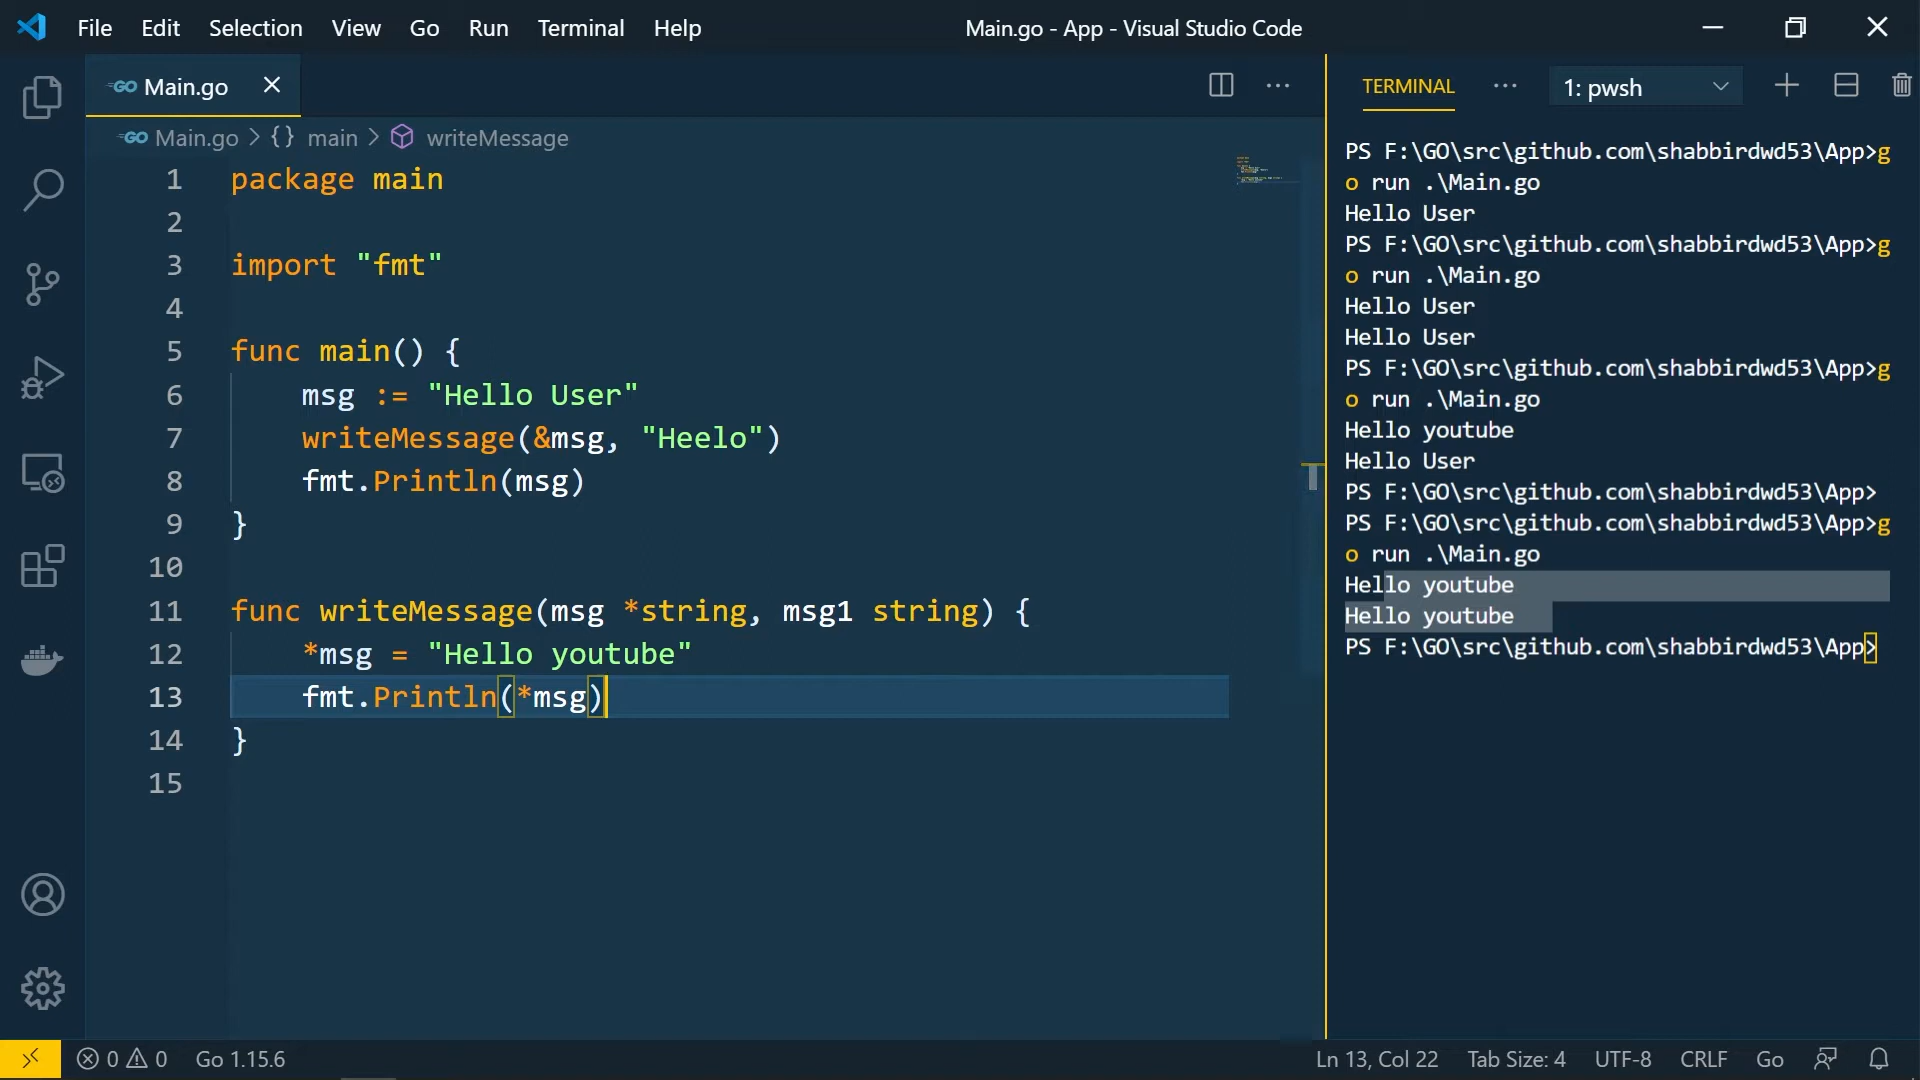 File Edit Selection View Go Run Terminal Help Main.go - App - Visual Studio Code
Main.go
Main.go > {} main > writeMessage
1 package main
2
3 import "fmt"
4
5 func main() {
6 msg := "Hello User"
7 writeMessage(&msg, "Heelo")
8 fmt.Println(msg)
9 }
10
11 func writeMessage(msg *string, msg1 string) {
12 *msg = "Hello youtube"
13 fmt.Println(*msg)
14 }
15
TERMINAL ... 1: pwsh
PS F:\GO\src\github.com\shabbirdwd53\App>g
o run .\Main.go
Hello User
PS F:\GO\src\github.com\shabbirdwd53\App>g
o run .\Main.go
Hello User
Hello User
PS F:\GO\src\github.com\shabbirdwd53\App>g
o run .\Main.go
Hello youtube
Hello User
PS F:\GO\src\github.com\shabbirdwd53\App>
PS F:\GO\src\github.com\shabbirdwd53\App>g
o run .\Main.go
Hello youtube
Hello youtube
PS F:\GO\src\github.com\shabbirdwd53\App>
0 0 Go 1.15.6 Ln 13, Col 22 Tab Size: 4 UTF-8 CRLF Go